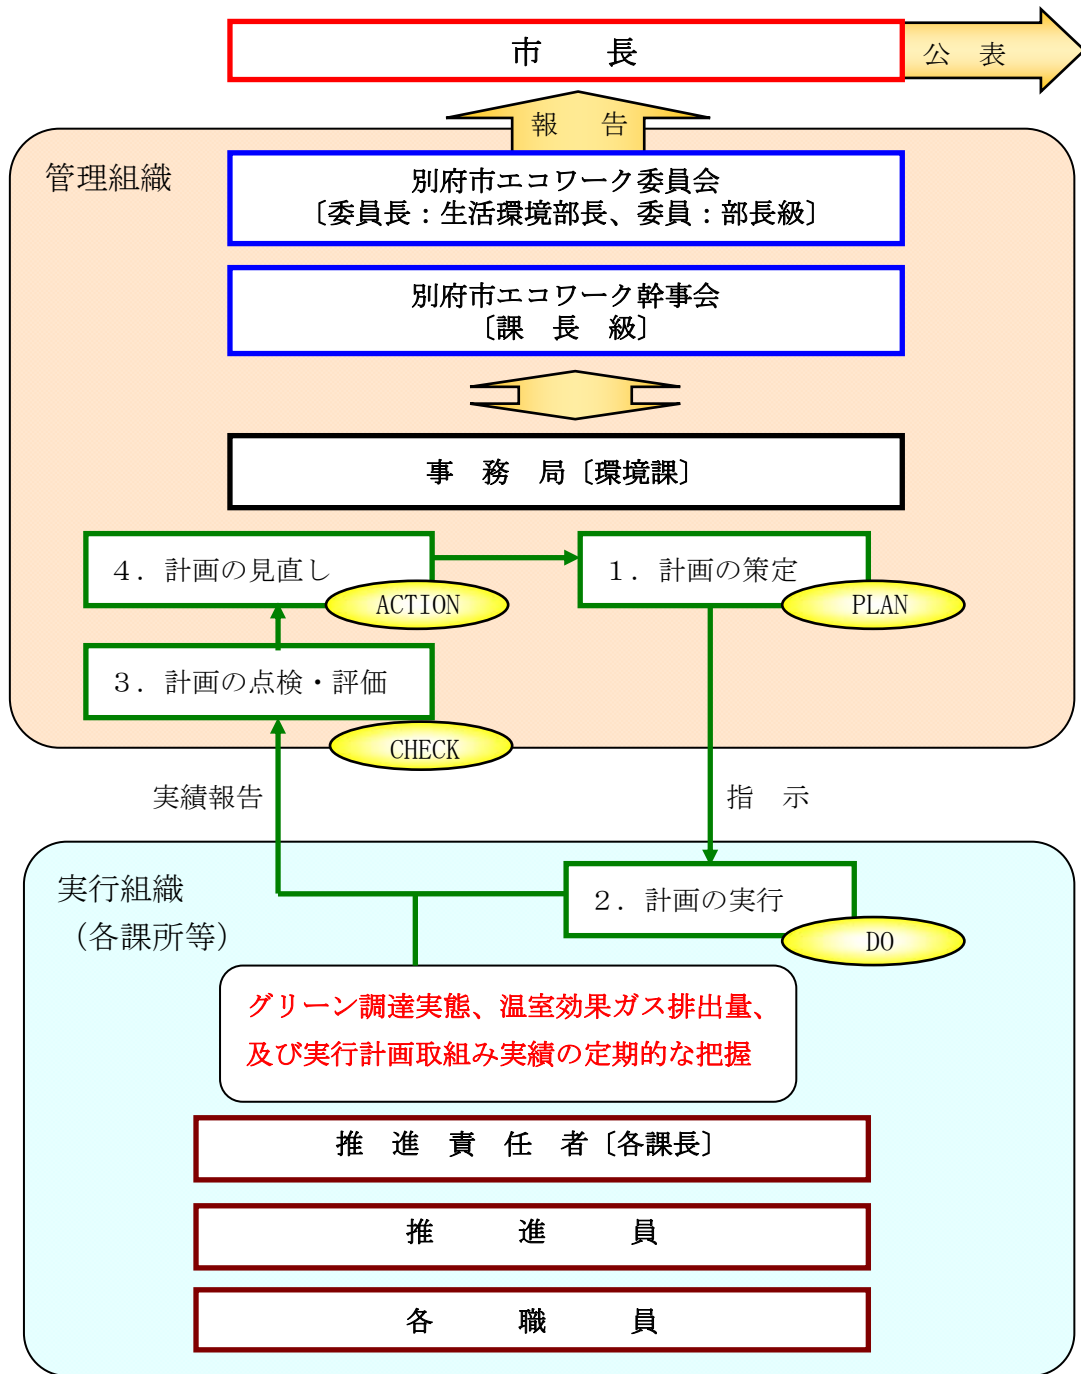 市　　長
公　表
報　　告
管理組織
別府市エコワーク委員会
〔委員長：生活環境部長、委員：部長級〕
別府市エコワーク幹事会
〔課　長　級〕
事　務　局〔環境課〕
４．計画の見直し
ACTION
１．計画の策定
PLAN
３．計画の点検・評価
CHECK
実績報告
指　示
実行組織
（各課所等）
２．計画の実行
DO
グリーン調達実態、温室効果ガス排出量、
及び実行計画取組み実績の定期的な把握
推　進　責　任　者〔各課長〕
推　　　進　　　員
各　　　職　　　員